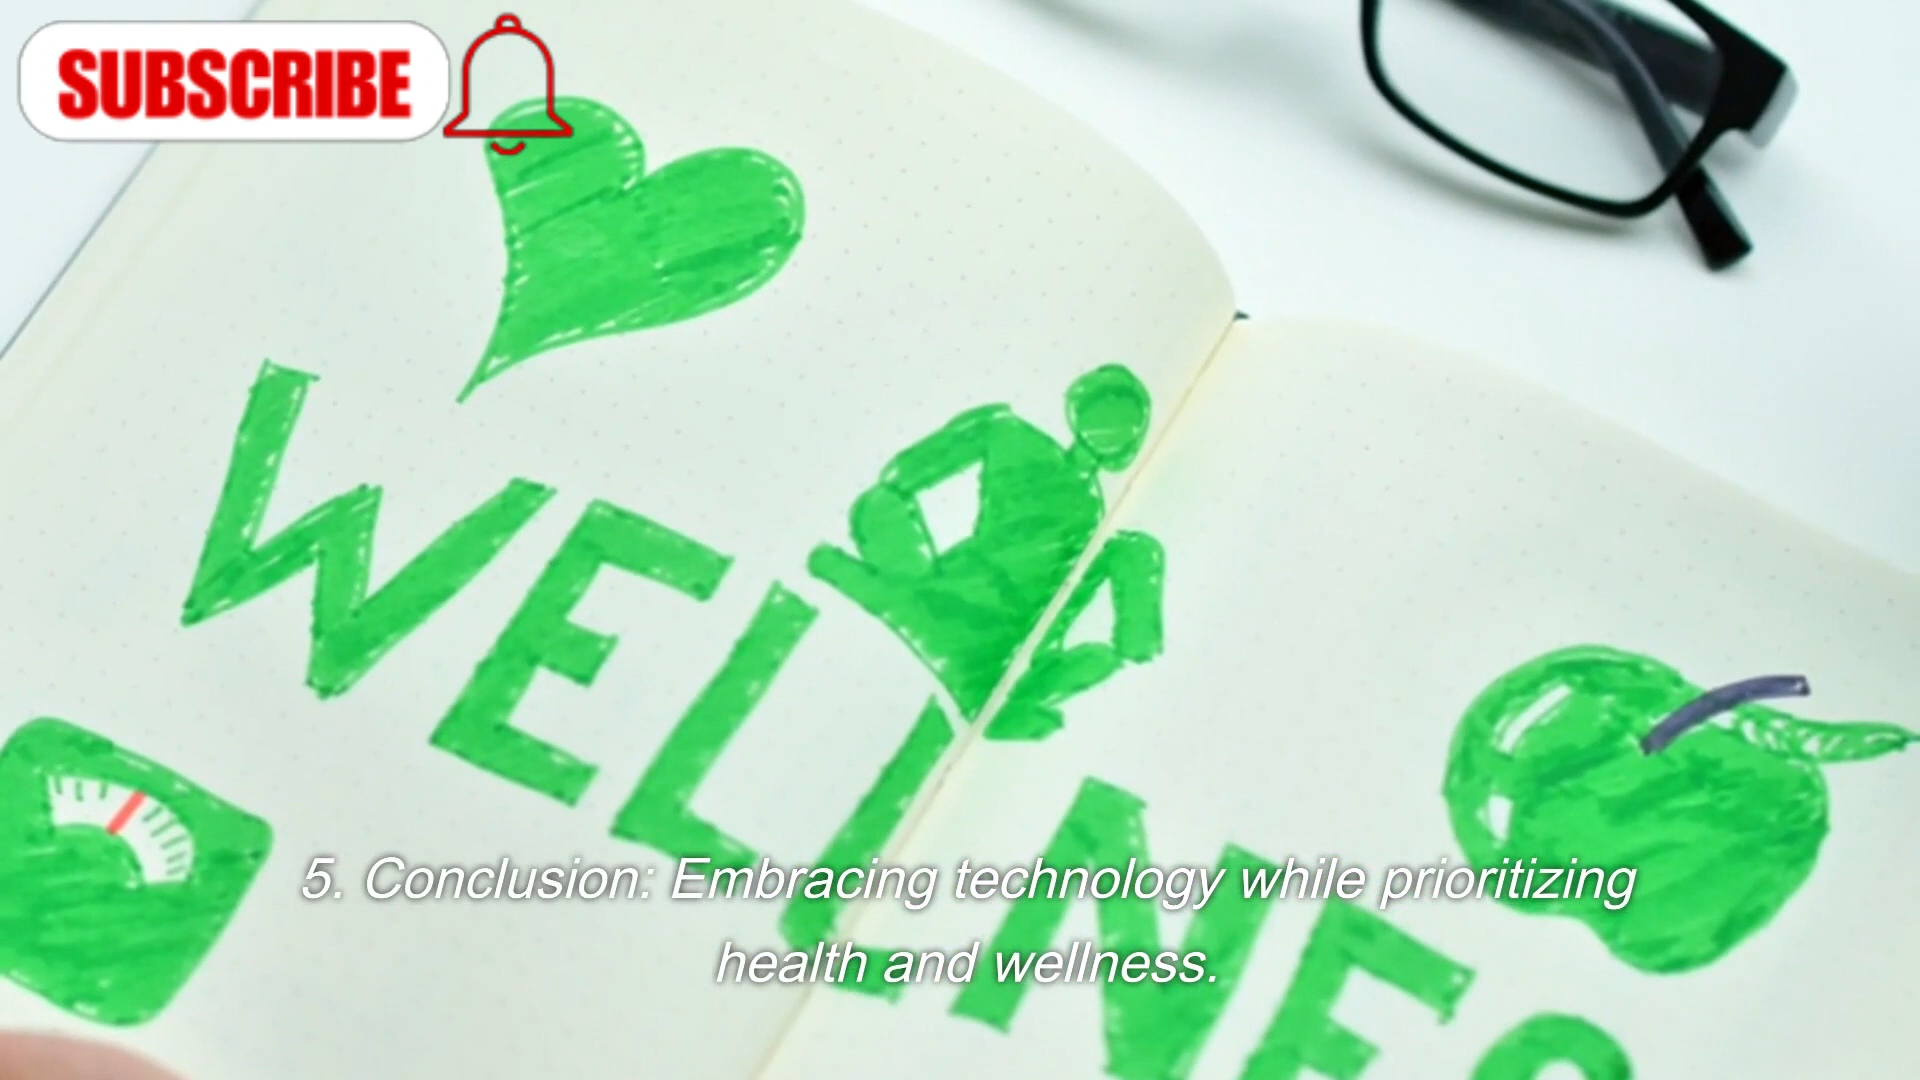 SUBSCRIBE
WELLNES
5. Conclusion: Embracing technology while prioritizing
health and wellness.